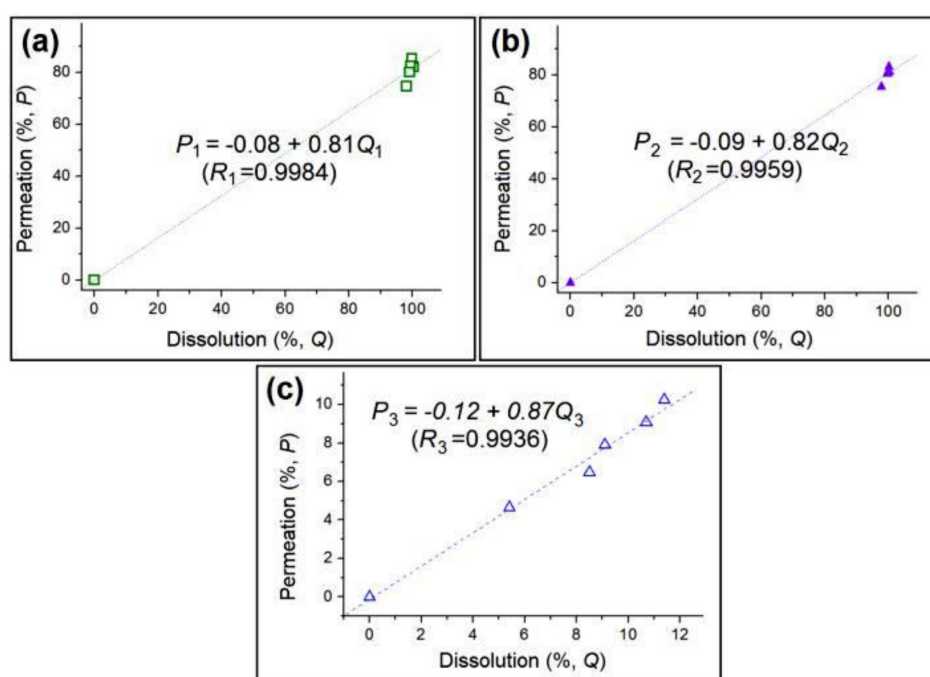 (a)
80
60
40
20
0
Permeation (%, P)
P1 = -0.08 + 0.81Q1
(R1=0.9984)
0 20 40 60 80 100
Dissolution (%, Q)
(b)
80
60
40
20
0
Permeation (%, P)
P2 = -0.09 + 0.82Q2
(R2=0.9959)
0 20 40 60 80 100
Dissolution (%, Q)
(c)
10
8
6
4
2
0
Permeation (%, P)
P3 = -0.12 + 0.87Q3
(R3=0.9936)
0 2 4 6 8 10 12
Dissolution (%, Q)